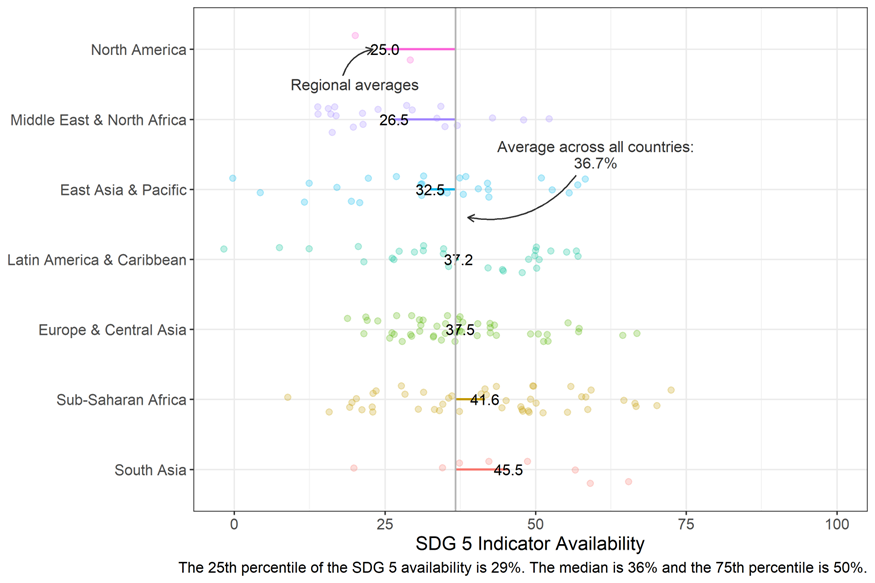 North America
25.0
Regional averages
Middle East & North Africa
26.5
Average across all countries:
36.7%
East Asia & Pacific
32.5
Latin America & Caribbean
37.2
Europe & Central Asia
37.5
Sub-Saharan Africa
41.6
South Asia
45.5
0
25
50
75
100
SDG 5 Indicator Availability
The 25th percentile of the SDG 5 availability is 29%. The median is 36% and the 75th percentile is 50%.